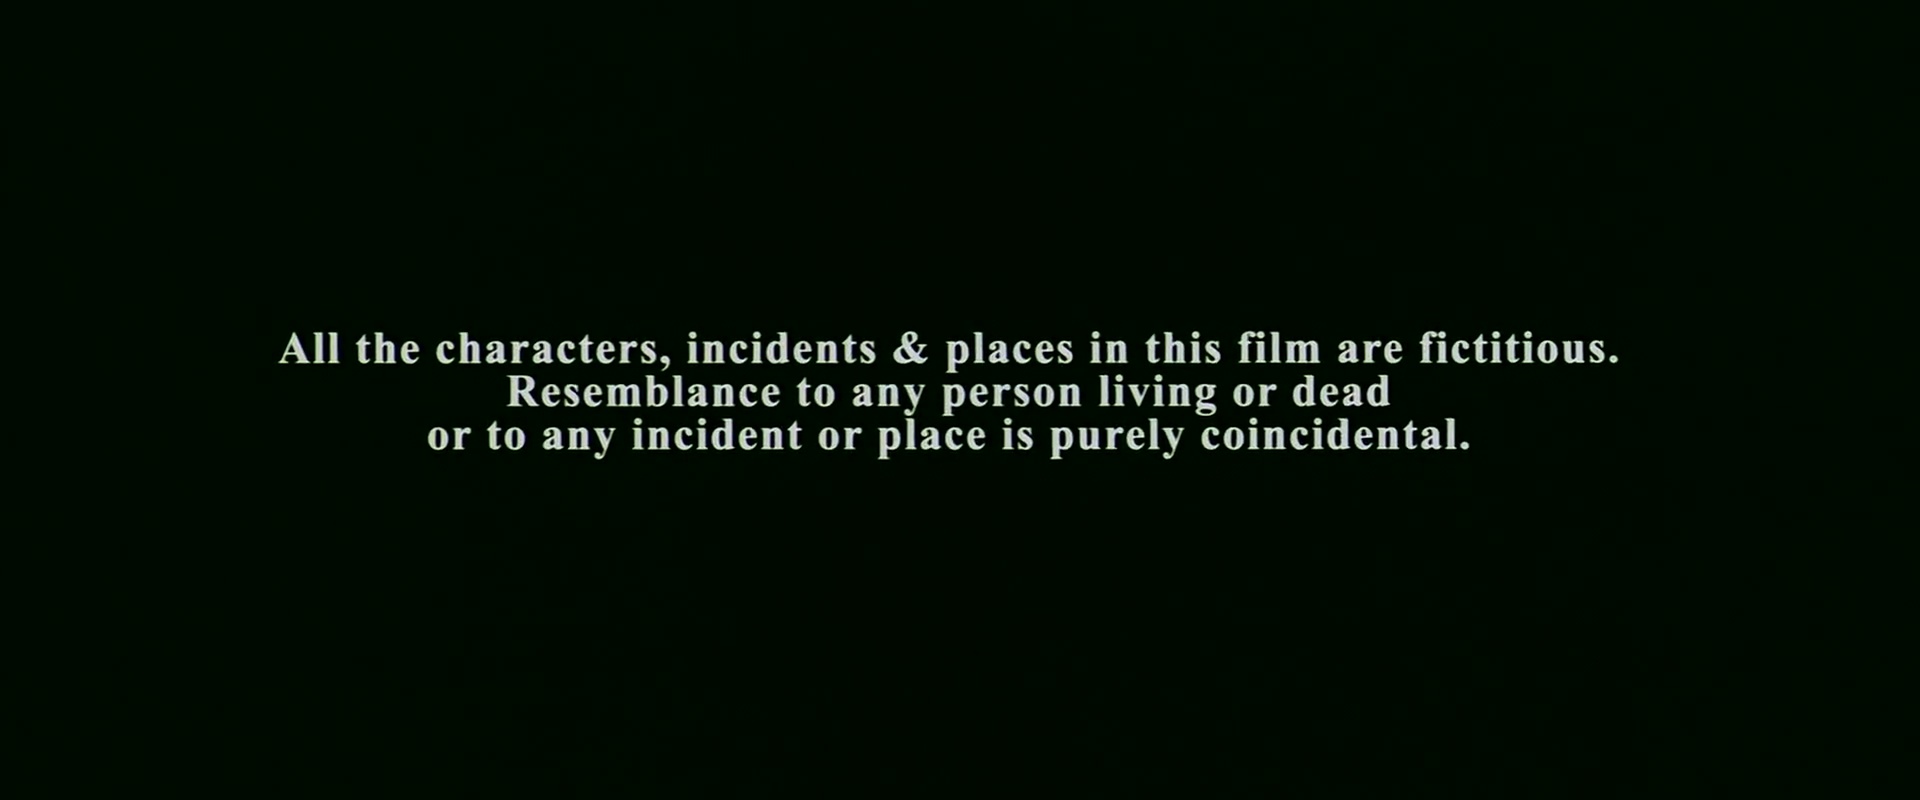 All the characters, incidents & places in this film are fictitious.
Resemblance to any person living or dead
or to any incident or place is purely coincidental.